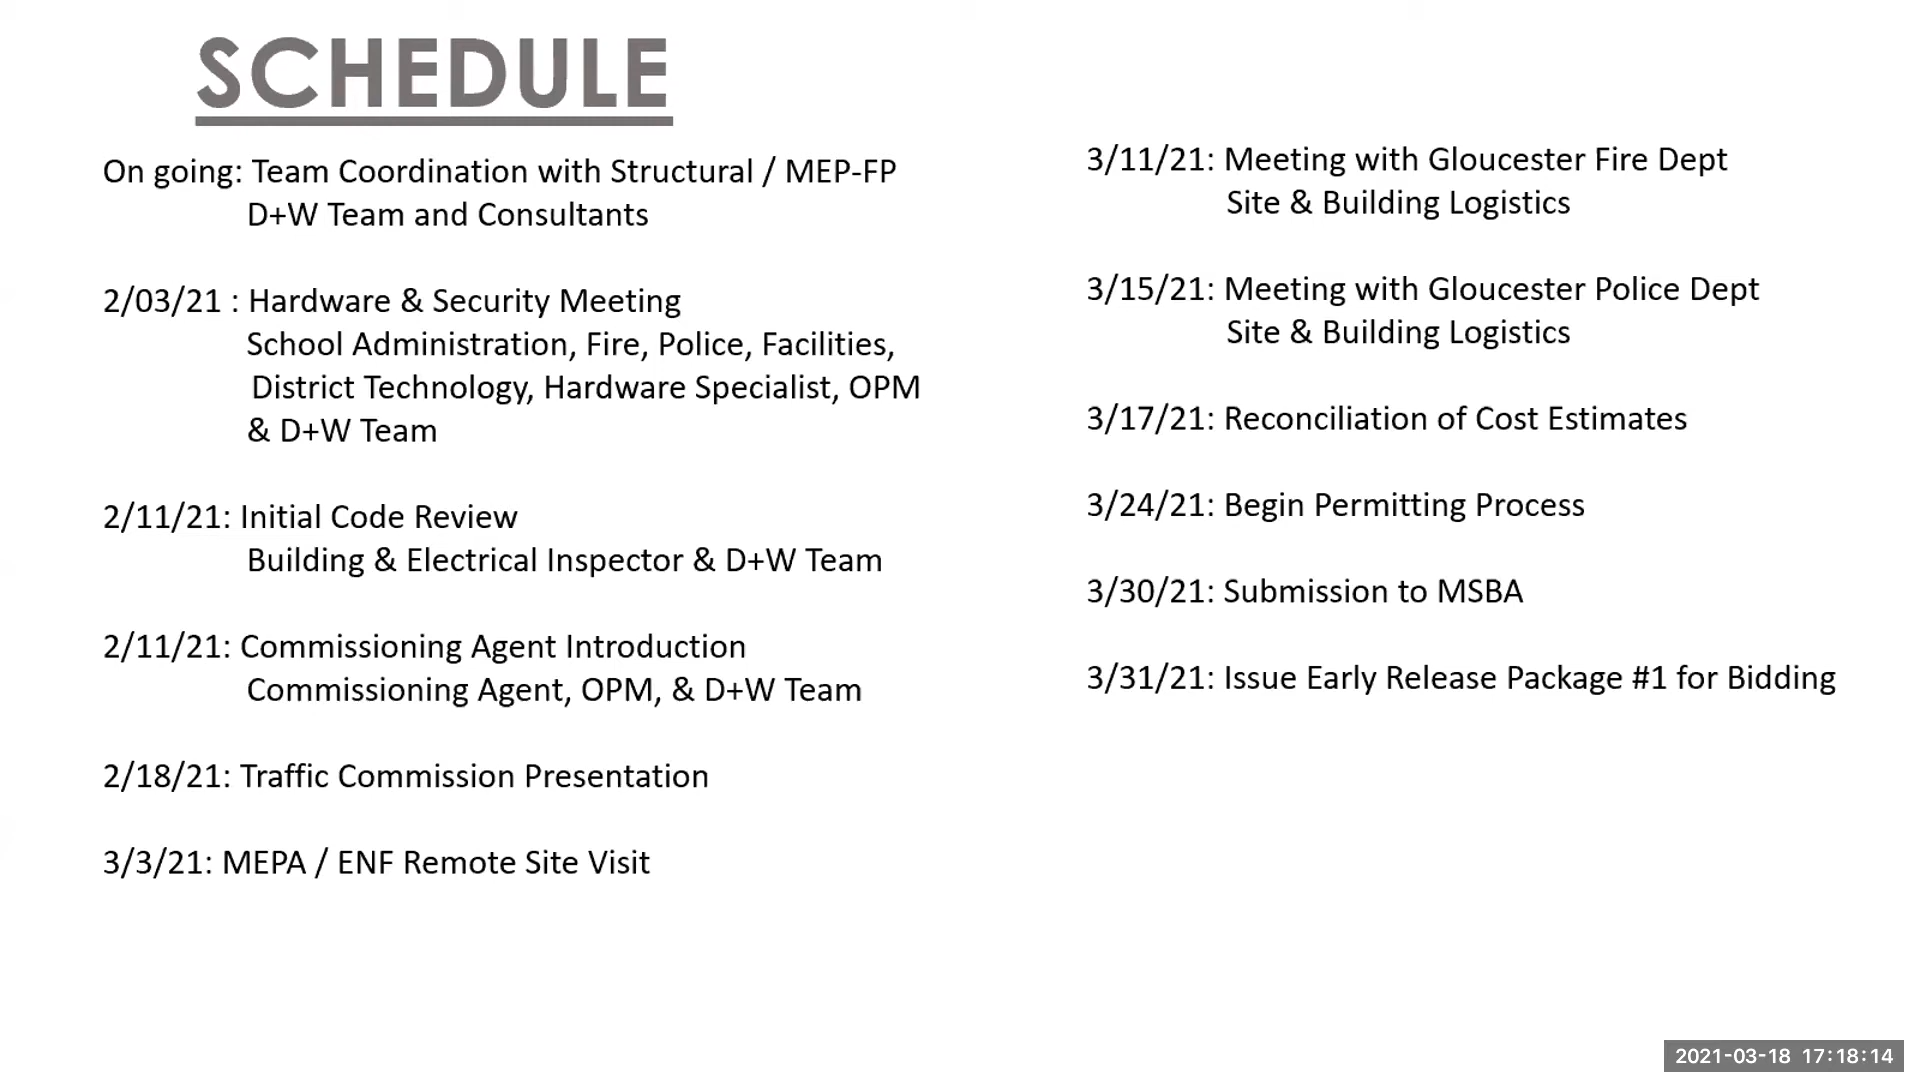 SCHEDULE
On going: Team Coordination with Structural / MEP-FP
D+W Team and Consultants
2/03/21 : Hardware & Security Meeting
School Administration, Fire, Police, Facilities,
District Technology, Hardware Specialist, OPM
& D+W Team
2/11/21: Initial Code Review
Building & Electrical Inspector & D+W Team
2/11/21: Commissioning Agent Introduction
Commissioning Agent, OPM, & D+W Team
2/18/21: Traffic Commission Presentation
3/3/21: MEPA / ENF Remote Site Visit
3/11/21: Meeting with Gloucester Fire Dept
Site & Building Logistics
3/15/21: Meeting with Gloucester Police Dept
Site & Building Logistics
3/17/21: Reconciliation of Cost Estimates
3/24/21: Begin Permitting Process
3/30/21: Submission to MSBA
3/31/21: Issue Early Release Package #1 for Bidding
2021-03-18 17:18:14